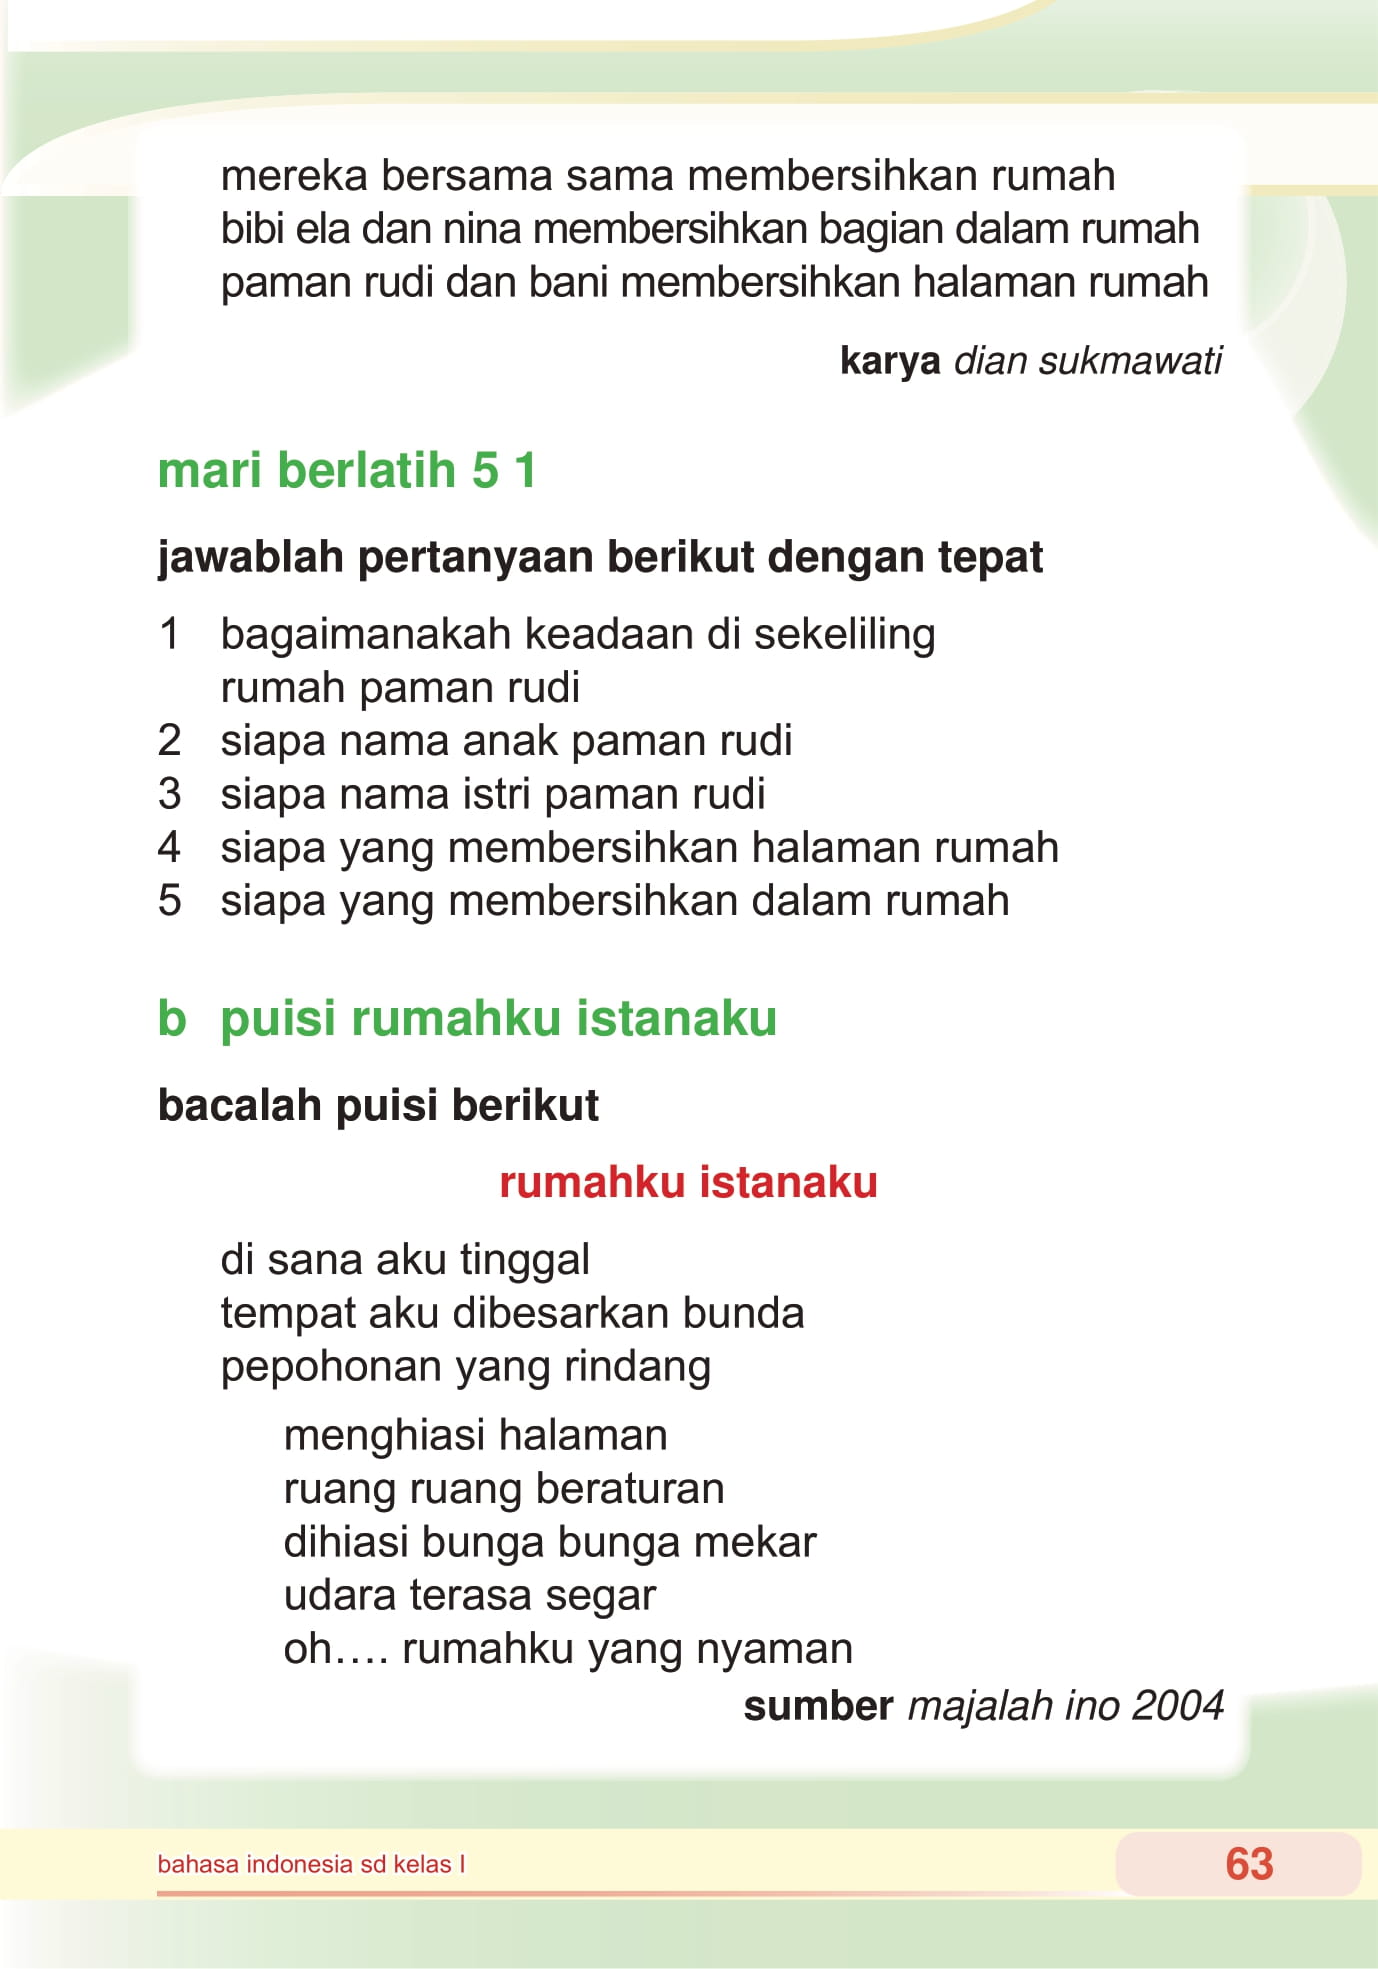 mereka bersama sama membersihkan rumah
bibi ela dan nina membersihkan bagian dalam rumah
paman rudi dan bani membersihkan halaman rumah
karya dian sukmawati
mari berlatih 5 1
jawablah pertanyaan berikut dengan tepat
1 bagaimanakah keadaan di sekeliling
rumah paman rudi
2 siapa nama anak paman rudi
3 siapa nama istri paman rudi
4 siapa yang membersihkan halaman rumah
5 siapa yang membersihkan dalam rumah
b puisi rumahku istanaku
bacalah puisi berikut
rumahku istanaku
di sana aku tinggal
tempat aku dibesarkan bunda
pepohonan yang rindang
menghiasi halaman
ruang ruang beraturan
dihiasi bunga bunga mekar
udara terasa segar
oh.... rumahku yang nyaman
sumber majalah ino 2004
bahasa indonesia sd kelas I
63